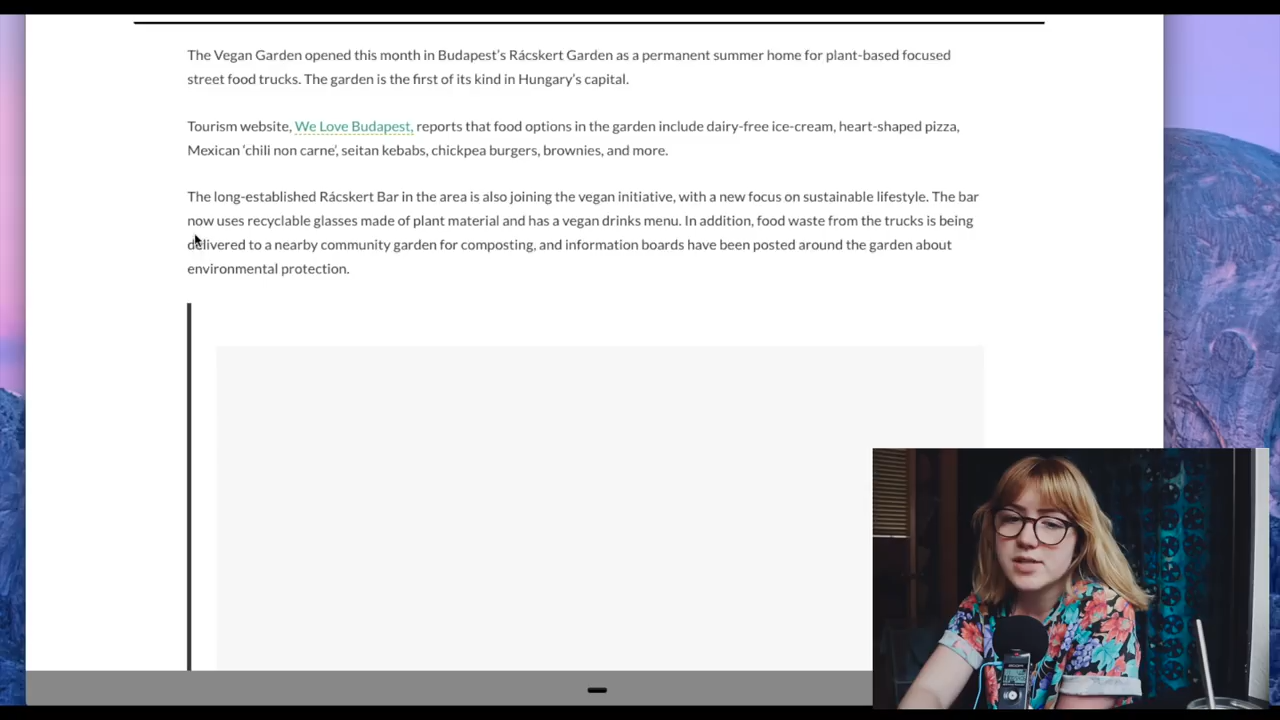 The Vegan Garden opened this month in Budapest’s Rácskert Garden as a permanent summer home for plant-based focused
street food trucks. The garden is the first of its kind in Hungary’s capital.
Tourism website, We Love Budapest, reports that food options in the garden include dairy-free ice-cream, heart-shaped pizza,
Mexican ‘chili non carne’, seitan kebabs, chickpea burgers, brownies, and more.
The long-established Rácskert Bar in the area is also joining the vegan initiative, with a new focus on sustainable lifestyle. The bar
now uses recyclable glasses made of plant material and has a vegan drinks menu. In addition, food waste from the trucks is being
delivered to a nearby community garden for composting, and information boards have been posted around the garden about
environmental protection.